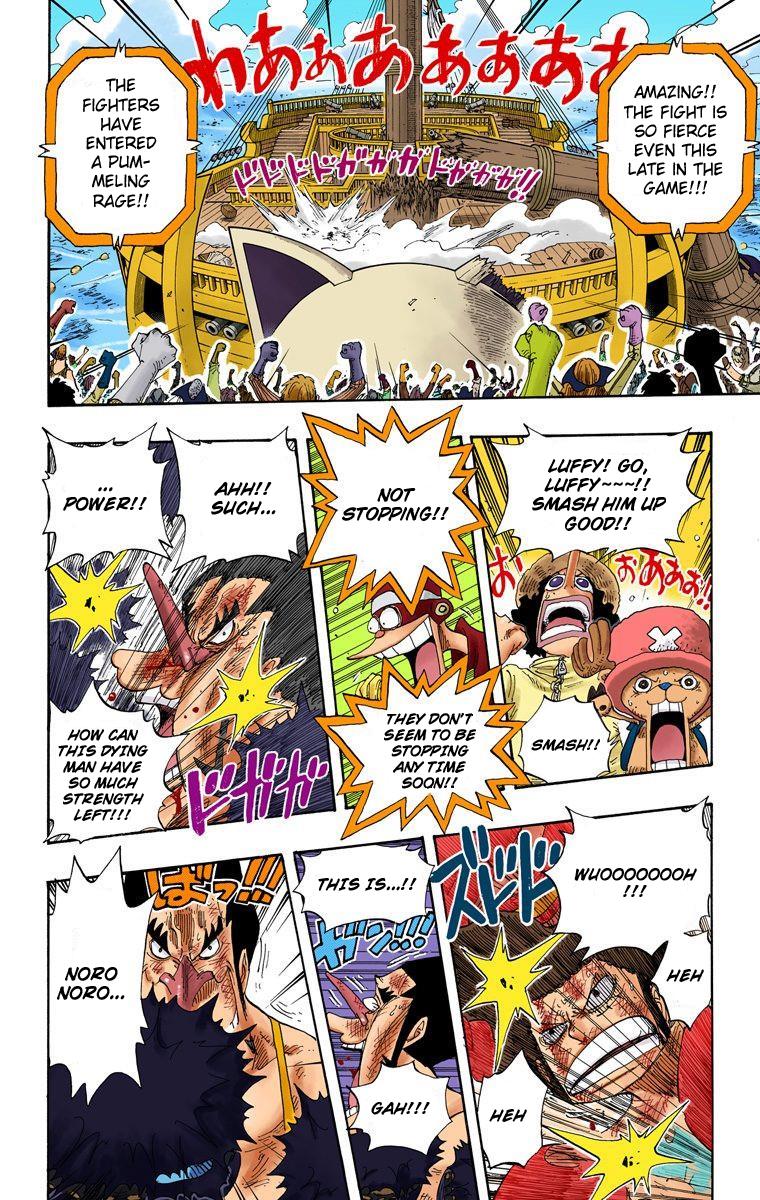 わああぁあぁあぁあお
AMAZING!!
THE FIGHT IS
SO FIERCE
EVEN THIS
LATE IN THE
GAME!!!
THE
FIGHTERS
HAVE
ENTERED
A PUM-
MELING
RAGE!!
ドドドドガガガドガガガ!!
LUFFY! GO,
LUFFY~~~!!
SMASH HIM UP
GOOD!!
おおああお!!
SMASH!!
NOT
STOPPING!!
THEY DON'T
SEEM TO BE
STOPPING
ANY TIME
SOON!!
AHH!!
SUCH...
...
POWER!!
HOW CAN
THIS DYING
MAN HAVE
SO MUCH
STRENGTH
LEFT!!!
ドガガ
WUOOOOOOOH
!!!
ズドドド
HEH
HEH
THIS IS...!!
ガン!!!
GAH!!!
ばっ!!!
NORO
NORO...